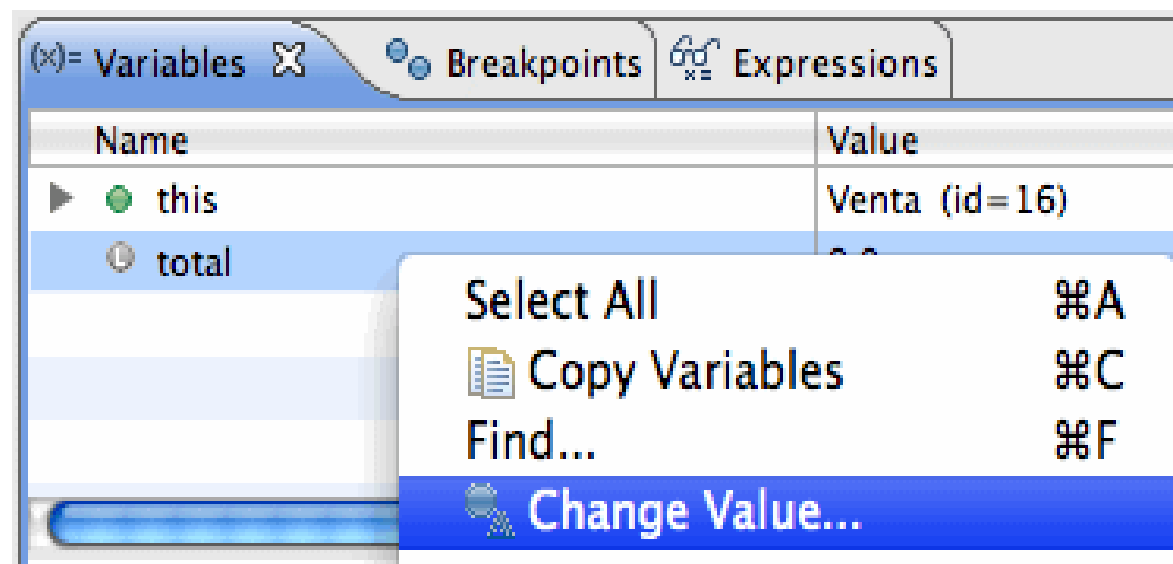 (x)= Variables Breakpoints Expressions
Name Value
this Venta (id=16)
total
Select All ⌘A
Copy Variables ⌘C
Find... ⌘F
Change Value...